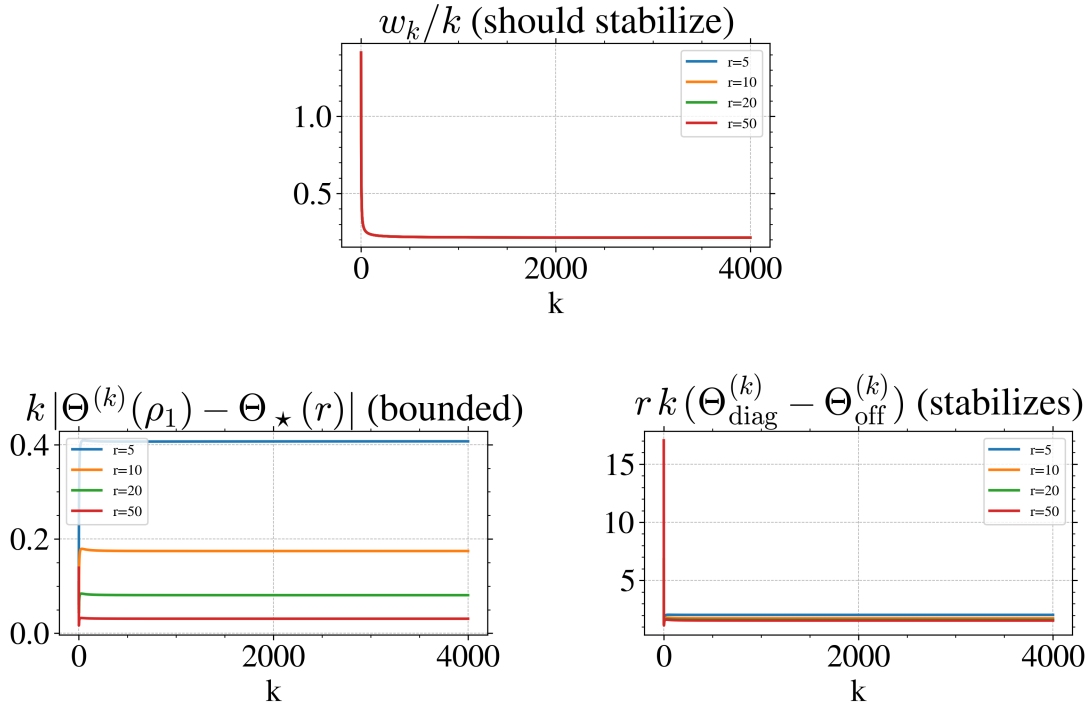 w_k/k (should stabilize)
r=5
r=10
r=20
r=50
1.0
0.5
0 2000 4000
k
k |Θ^{(k)}(ρ_1) − Θ_⋆(r)| (bounded)
r=5
r=10
r=20
r=50
0.4
0.2
0.0
0 2000 4000
k
r k (Θ^{(k)}_{diag} − Θ^{(k)}_{off}) (stabilizes)
r=5
r=10
r=20
r=50
15
10
5
0 2000 4000
k